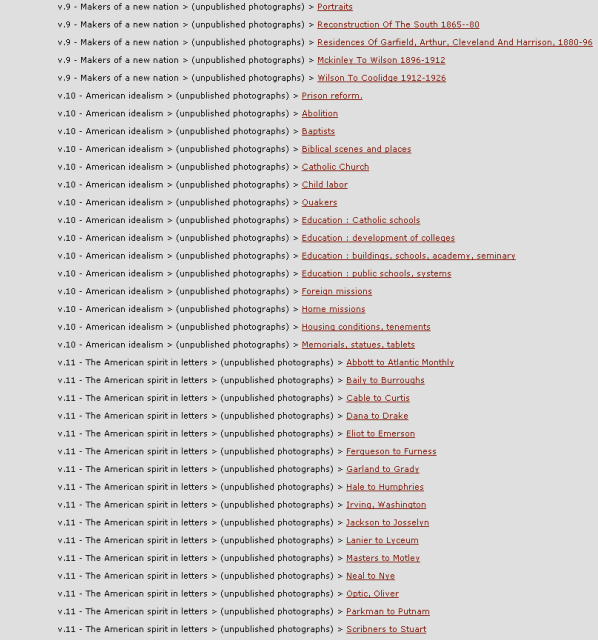 v.9 - Makers of a new nation > (unpublished photographs) > Portraits
v.9 - Makers of a new nation > (unpublished photographs) > Reconstruction Of The South 1865--80
v.9 - Makers of a new nation > (unpublished photographs) > Residences Of Garfield, Arthur, Cleveland And Harrison, 1880-96
v.9 - Makers of a new nation > (unpublished photographs) > Mckinley To Wilson 1896-1912
v.9 - Makers of a new nation > (unpublished photographs) > Wilson To Coolidge 1912-1926
v.10 - American idealism > (unpublished photographs) > Prison reform.
v.10 - American idealism > (unpublished photographs) > Abolition
v.10 - American idealism > (unpublished photographs) > Baptists
v.10 - American idealism > (unpublished photographs) > Biblical scenes and places
v.10 - American idealism > (unpublished photographs) > Catholic Church
v.10 - American idealism > (unpublished photographs) > Child labor
v.10 - American idealism > (unpublished photographs) > Quakers
v.10 - American idealism > (unpublished photographs) > Education : Catholic schools
v.10 - American idealism > (unpublished photographs) > Education : development of colleges
v.10 - American idealism > (unpublished photographs) > Education : buildings, schools, academy, seminary
v.10 - American idealism > (unpublished photographs) > Education : public schools, systems
v.10 - American idealism > (unpublished photographs) > Foreign missions
v.10 - American idealism > (unpublished photographs) > Home missions
v.10 - American idealism > (unpublished photographs) > Housing conditions, tenements
v.10 - American idealism > (unpublished photographs) > Memorials, statues, tablets
v.11 - The American spirit in letters > (unpublished photographs) > Abbott to Atlantic Monthly
v.11 - The American spirit in letters > (unpublished photographs) > Baily to Burroughs
v.11 - The American spirit in letters > (unpublished photographs) > Cable to Curtis
v.11 - The American spirit in letters > (unpublished photographs) > Dana to Drake
v.11 - The American spirit in letters > (unpublished photographs) > Eliot to Emerson
v.11 - The American spirit in letters > (unpublished photographs) > Fergueson to Furness
v.11 - The American spirit in letters > (unpublished photographs) > Garland to Grady
v.11 - The American spirit in letters > (unpublished photographs) > Hale to Humphries
v.11 - The American spirit in letters > (unpublished photographs) > Irving, Washington
v.11 - The American spirit in letters > (unpublished photographs) > Jackson to Josselyn
v.11 - The American spirit in letters > (unpublished photographs) > Lanier to Lyceum
v.11 - The American spirit in letters > (unpublished photographs) > Masters to Motley
v.11 - The American spirit in letters > (unpublished photographs) > Neal to Nye
v.11 - The American spirit in letters > (unpublished photographs) > Optic, Oliver
v.11 - The American spirit in letters > (unpublished photographs) > Parkman to Putnam
v.11 - The American spirit in letters > (unpublished photographs) > Scribners to Stuart